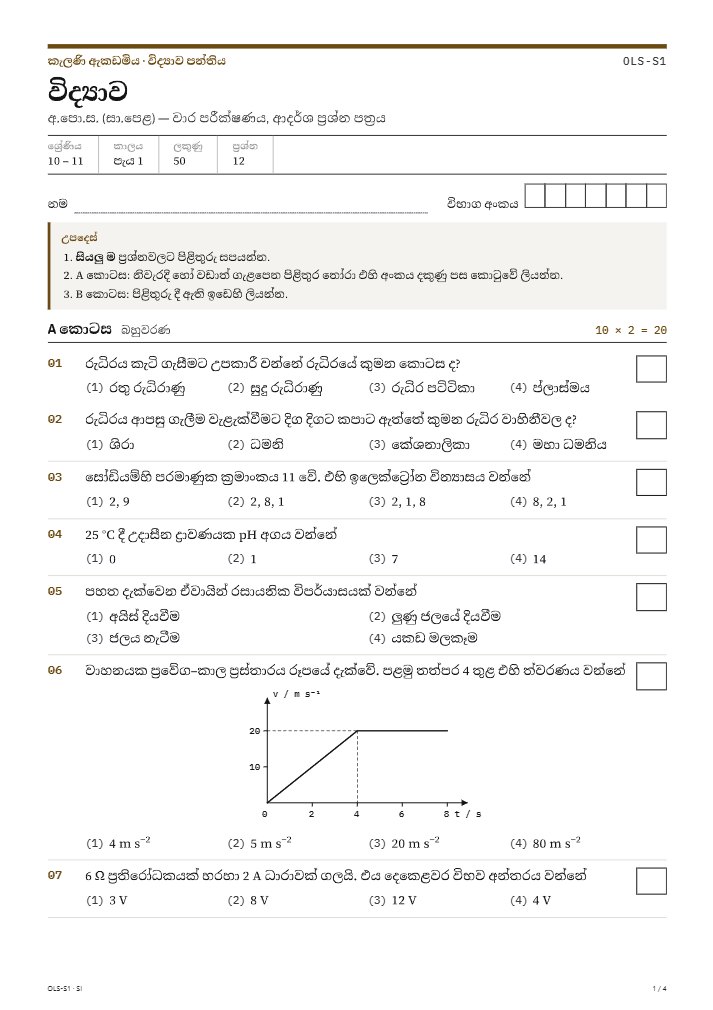 කැලණි ඇකඩමිය · විද්‍යාව පන්තිය OLS-S1
විද්‍යාව
අ.පො.ස. (සා.පෙළ) — වාර පරීක්ෂණය, ආදර්ශ ප්‍රශ්න පත්‍රය
ශ්‍රේණිය කාලය ලකුණු ප්‍රශ්න
10 – 11 පැය 1 50 12
නම විභාග අංකය
උපදෙස්
1. සියලු ම ප්‍රශ්නවලට පිළිතුරු සපයන්න.
2. A කොටස: නිවැරදි හෝ වඩාත් ගැළපෙන පිළිතුර තෝරා එහි අංකය දකුණු පස කොටුවේ ලියන්න.
3. B කොටස: පිළිතුරු දී ඇති ඉඩෙහි ලියන්න.
A කොටස බහුවරණ 10 × 2 = 20
01 රුධිරය කැටි ගැසීමට උපකාරී වන්නේ රුධිරයේ කුමන කොටස ද?
(1) රතු රුධිරාණු (2) සුදු රුධිරාණු (3) රුධිර පට්ටිකා (4) ප්ලාස්මය
02 රුධිරය ආපසු ගැලීම වැළැක්වීමට දිග දිගට කපාට ඇත්තේ කුමන රුධිර වාහිනීවල ද?
(1) ශිරා (2) ධමනි (3) කේශනාලිකා (4) මහා ධමනිය
03 සෝඩියම්හි පරමාණුක ක්‍රමාංකය 11 වේ. එහි ඉලෙක්ට්‍රෝන වින්‍යාසය වන්නේ
(1) 2, 9 (2) 2, 8, 1 (3) 2, 1, 8 (4) 8, 2, 1
04 25 °C දී උදාසීන ද්‍රාවණයක pH අගය වන්නේ
(1) 0 (2) 1 (3) 7 (4) 14
05 පහත දැක්වෙන ඒවායින් රසායනික විපර්යාසයක් වන්නේ
(1) අයිස් දියවීම (2) ලුණු ජලයේ දියවීම
(3) ජලය නැටීම (4) යකඩ මලකෑම
06 වාහනයක ප්‍රවේග–කාල ප්‍රස්තාරය රූපයේ දැක්වේ. පළමු තත්පර 4 තුළ එහි ත්වරණය වන්නේ
v / m s⁻¹
20
10
0 2 4 6 8 t / s
(1) 4 m s⁻² (2) 5 m s⁻² (3) 20 m s⁻² (4) 80 m s⁻²
07 6 Ω ප්‍රතිරෝධකයක් හරහා 2 A ධාරාවක් ගලයි. එය දෙකෙළවර විභව අන්තරය වන්නේ
(1) 3 V (2) 8 V (3) 12 V (4) 4 V
OLS-S1 · SI 1 / 4